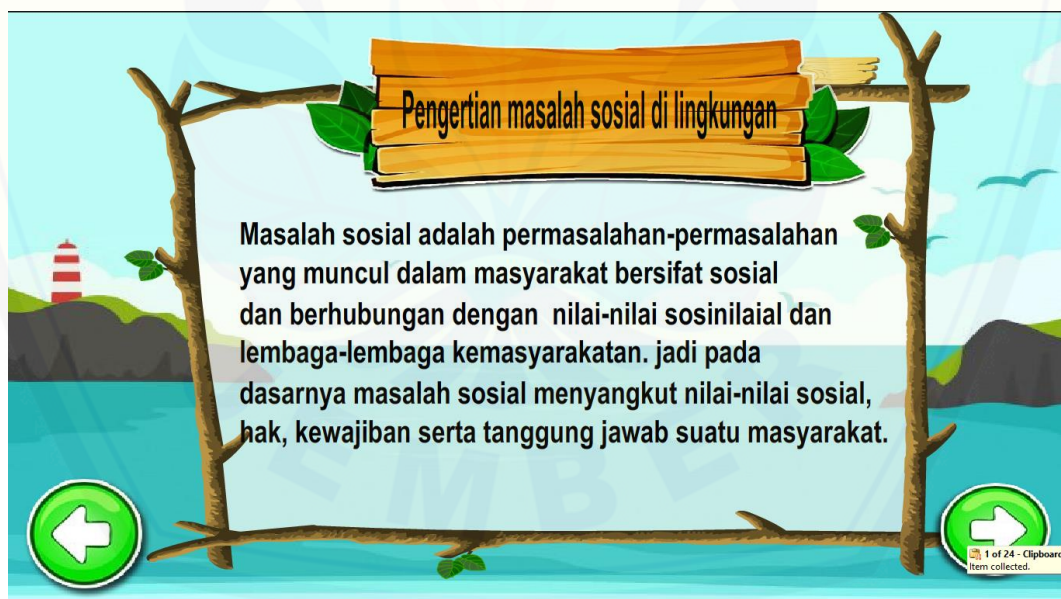 Pengertian masalah sosial di lingkungan
Masalah sosial adalah permasalahan-permasalahan
yang muncul dalam masyarakat bersifat sosial
dan berhubungan dengan nilai-nilai sosinilaial dan
lembaga-lembaga kemasyarakatan. jadi pada
dasarnya masalah sosial menyangkut nilai-nilai sosial,
hak, kewajiban serta tanggung jawab suatu masyarakat.
EMBER
1 of 24 - Clipboard
Item collected.